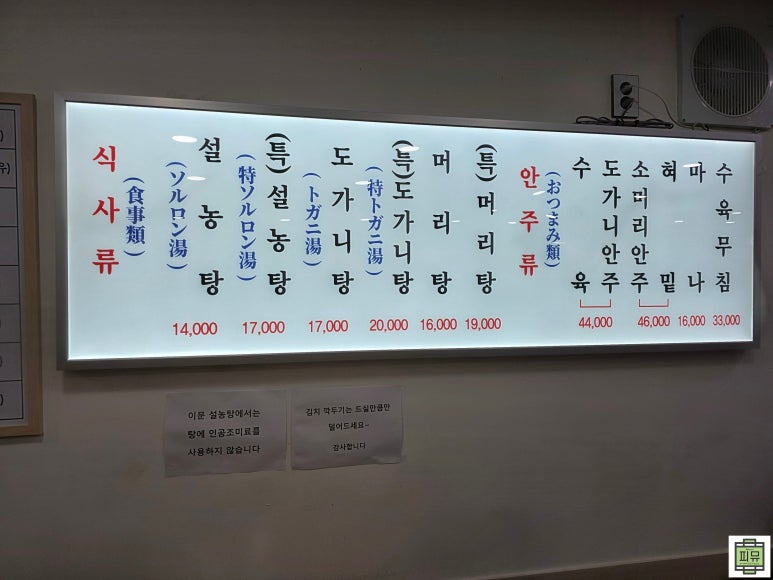 식사류
(食事類)
설농탕
(ソルロン湯)
14,000
(특)설농탕
(特ソルロン湯)
17,000
도가니탕
(トガニ湯)
17,000
(특)도가니탕
(特トガニ湯)
20,000
머리탕
16,000
(특)머리탕
19,000
안주류
(おつまみ類)
수육
도가니안주
44,000
소머리안주
혀밑
46,000
마나
16,000
수육무침
33,000
이문 설농탕에서는
탕에 인공조미료를
사용하지 않습니다
김치 깍두기는 드실만큼만
덜어드세요~
감사합니다
피뮤